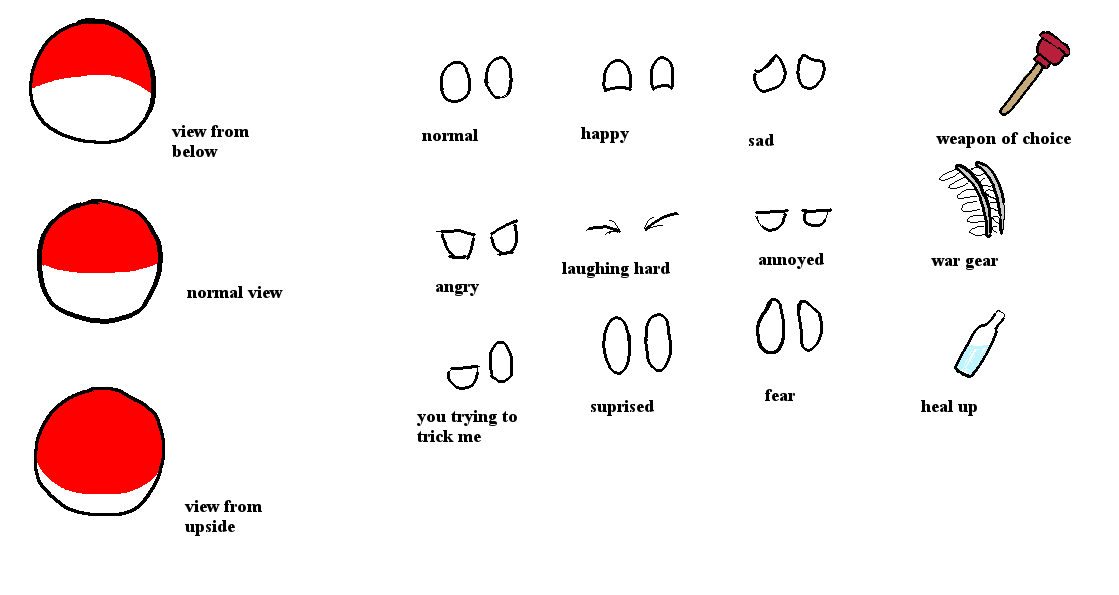 view from
below
normal
happy
sad
weapon of choice
normal view
angry
laughing hard
annoyed
war gear
view from
upside
you trying to
trick me
suprised
fear
heal up